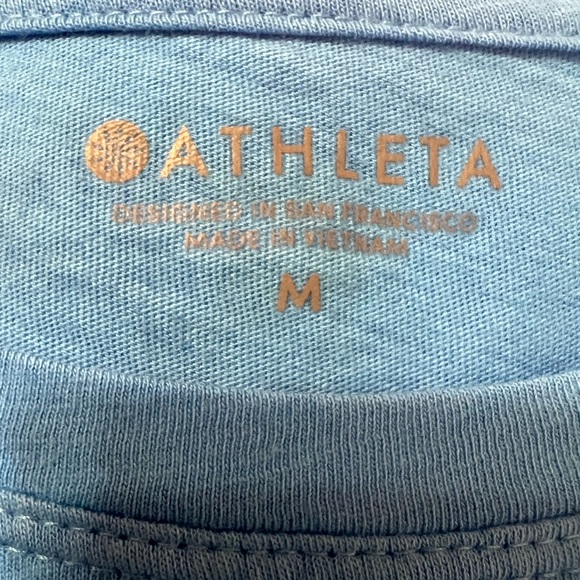 ATHLETA
DESIGNED IN SAN FRANCISCO
MADE IN VIETNAM
M